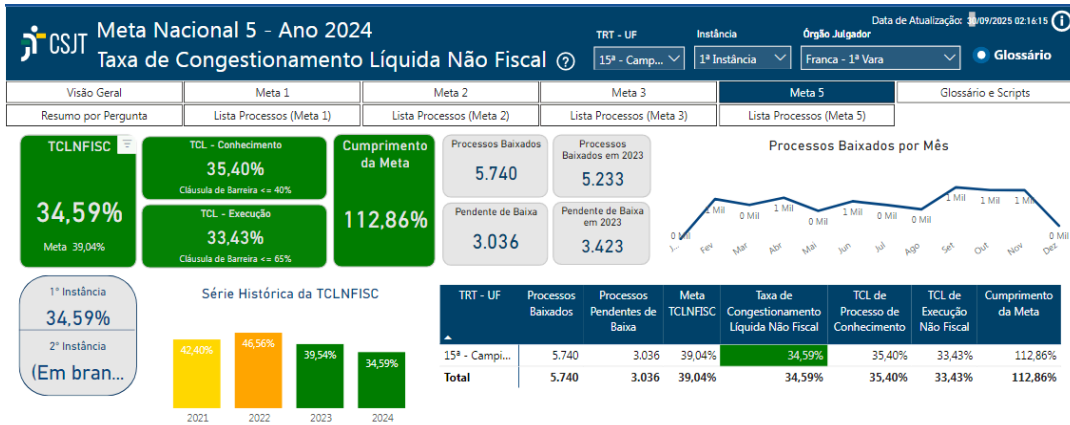 CSJT
Meta Nacional 5 - Ano 2024
Taxa de Congestionamento Líquida Não Fiscal
Data de Atualização: 30/09/2025 02:16:15
TRT - UF
Instância
Órgão Julgador
15ª - Camp...
1ª Instância
Franca - 1ª Vara
Glossário
Visão Geral
Meta 1
Meta 2
Meta 3
Meta 5
Glossário e Scripts
Resumo por Pergunta
Lista Processos (Meta 1)
Lista Processos (Meta 2)
Lista Processos (Meta 3)
Lista Processos (Meta 5)
TCLNFISC
34,59%
Meta 39,04%
TCL - Conhecimento
35,40%
Cláusula de Barreira <= 40%
TCL - Execução
33,43%
Cláusula de Barreira <= 65%
Cumprimento
da Meta
112,86%
Processos Baixados
5.740
Processos
Baixados em 2023
5.233
Pendente de Baixa
3.036
Pendente de Baixa
em 2023
3.423
Processos Baixados por Mês
0 Mil
1 Mil
0 Mil
1 Mil
0 Mil
1 Mil
0 Mil
0 Mil
1 Mil
1 Mil
1 Mil
0 Mil
J...
Fev
Mar
Abr
Mai
Jun
Jul
Ago
Set
Out
Nov
Dez
1ª Instância
34,59%
2ª Instância
(Em bran...
Série Histórica da TCLNFISC
42,40%
46,56%
39,54%
34,59%
2021
2022
2023
2024
TRT - UF
Processos
Baixados
Processos
Pendentes de
Baixa
Meta
TCLNFISC
Taxa de
Congestionamento
Líquida Não Fiscal
TCL de
Processo de
Conhecimento
TCL de
Execução
Não Fiscal
Cumprimento
da Meta
15ª - Campi... 5.740 3.036 39,04% 34,59% 35,40% 33,43% 112,86%
Total 5.740 3.036 39,04% 34,59% 35,40% 33,43% 112,86%